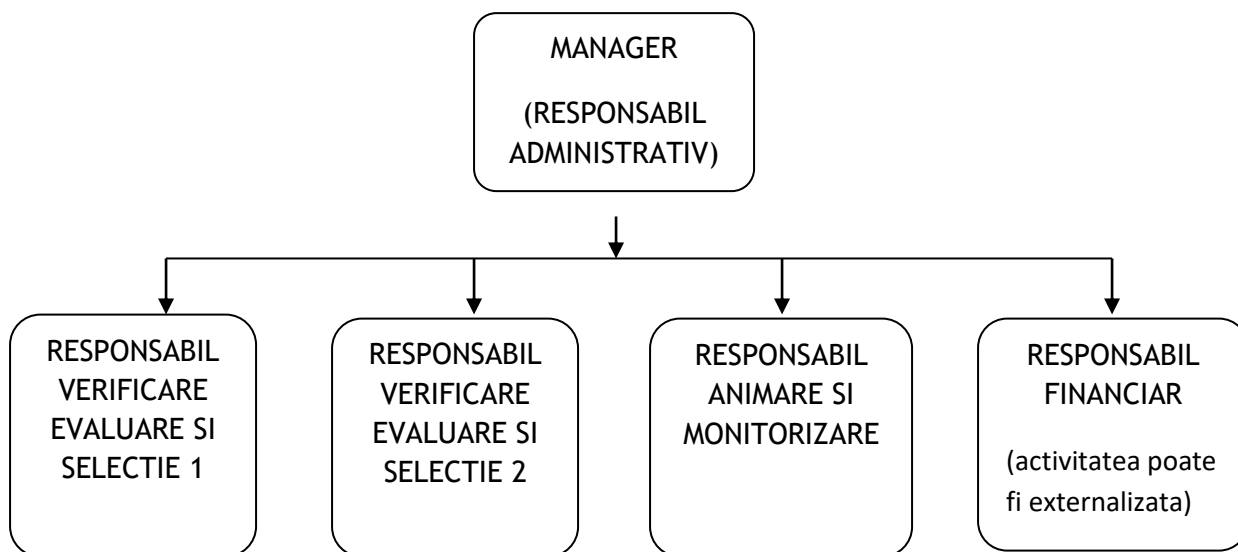 MANAGER
(RESPONSABIL
ADMINISTRATIV)
RESPONSABIL
VERIFICARE
EVALUARE SI
SELECTIE 1
RESPONSABIL
VERIFICARE
EVALUARE SI
SELECTIE 2
RESPONSABIL
ANIMARE SI
MONITORIZARE
RESPONSABIL
FINANCIAR
(activitatea poate
fi externalizata)